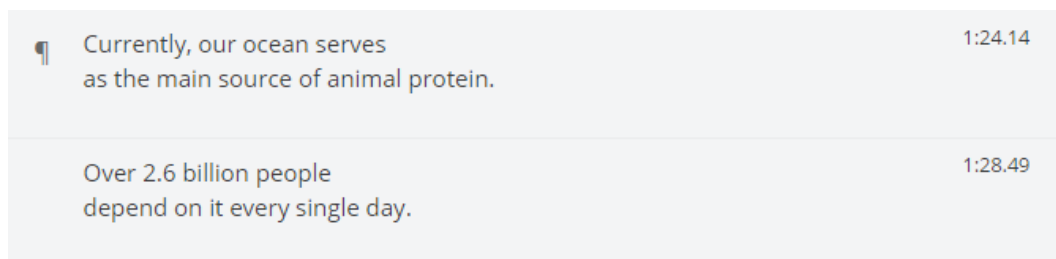 ¶ Currently, our ocean serves 1:24.14
as the main source of animal protein.
Over 2.6 billion people 1:28.49
depend on it every single day.